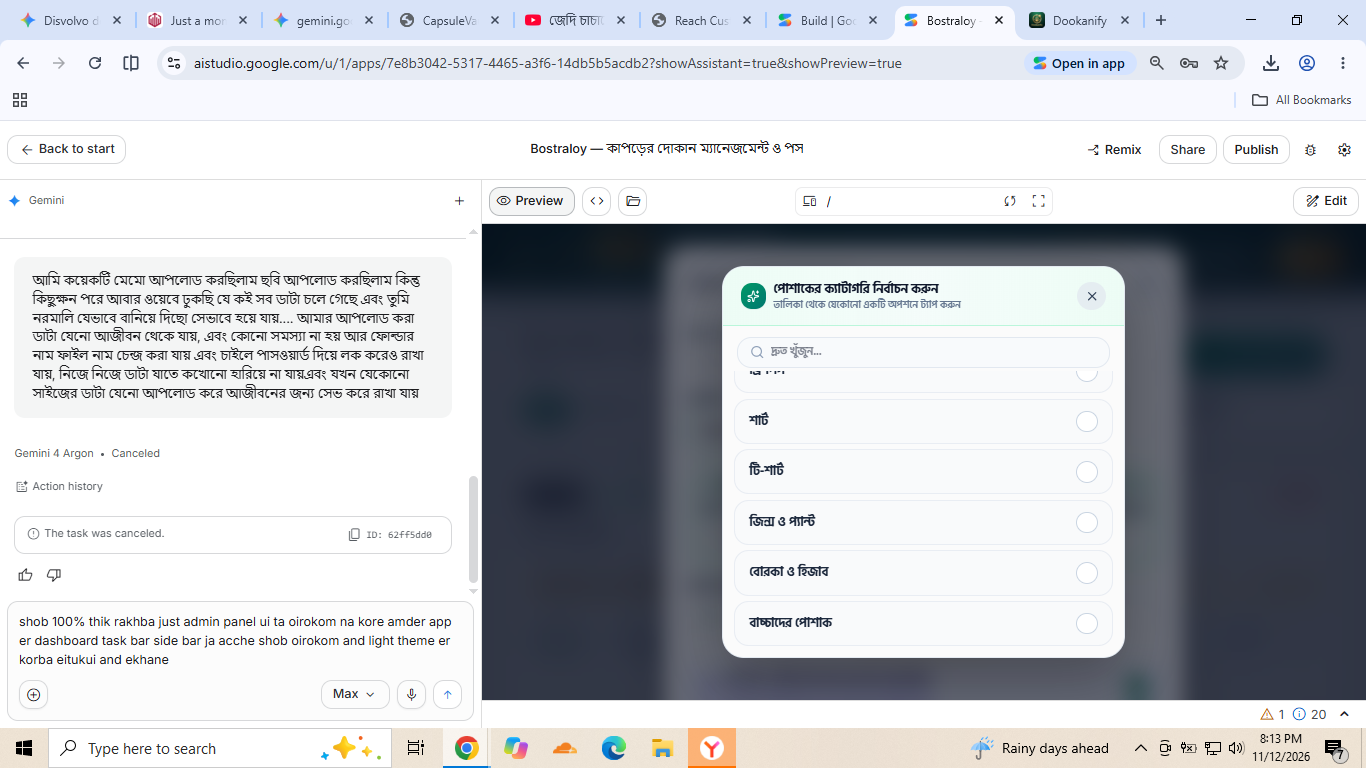 Disvolvo d
Just a mor
gemini.go
CapsuleVa
জেদি চাচা
Reach Cus
Build | Goo
Bostraloy -
Dookanify
aistudio.google.com/u/1/apps/7e8b3042-5317-4465-a3f6-14db5b5acdb2?showAssistant=true&showPreview=true
Open in app
All Bookmarks
Back to start
Bostraloy — কাপড়ের দোকান ম্যানেজমেন্ট ও পস
Remix
Share
Publish
Gemini
Preview
/
Edit
আমি কয়েকটি মেমো আপলোড করছিলাম ছবি আপলোড করছিলাম কিন্তু
কিছুক্ষন পরে আবার ওয়েবে ঢুকছি যে কই সব ডাটা চলে গেছে এবং তুমি
নরমালি যেভাবে বানিয়ে দিছো সেভাবে হয়ে যায়.... আমার আপলোড করা
ডাটা যেনো আজীবন থেকে যায়, এবং কোনো সমস্যা না হয় আর ফোল্ডার
নাম ফাইল নাম চেন্জ করা যায় এবং চাইলে পাসওয়ার্ড দিয়ে লক করেও রাখা
যায়, নিজে নিজে ডাটা যাতে কখোনো হারিয়ে না যায়এবং যখন যেকোনো
সাইজের ডাটা যেনো আপলোড করে আজীবনের জন্য সেভ করে রাখা যায়
Gemini 4 Argon • Canceled
Action history
The task was canceled.
ID: 62ff5dd0
shob 100% thik rakhba just admin panel ui ta oirokom na kore amder app
er dashboard task bar side bar ja acche shob oirokom and light theme er
korba eitukui and ekhane
Max
পোশাকের ক্যাটাগরি নির্বাচন করুন
তালিকা থেকে যেকোনো একটি অপশনে ট্যাপ করুন
দ্রুত খুঁজুন...
শার্ট
টি-শার্ট
জিন্স ও প্যান্ট
বোরকা ও হিজাব
বাচ্চাদের পোশাক
1
20
Type here to search
Rainy days ahead
8:13 PM
11/12/2026
7